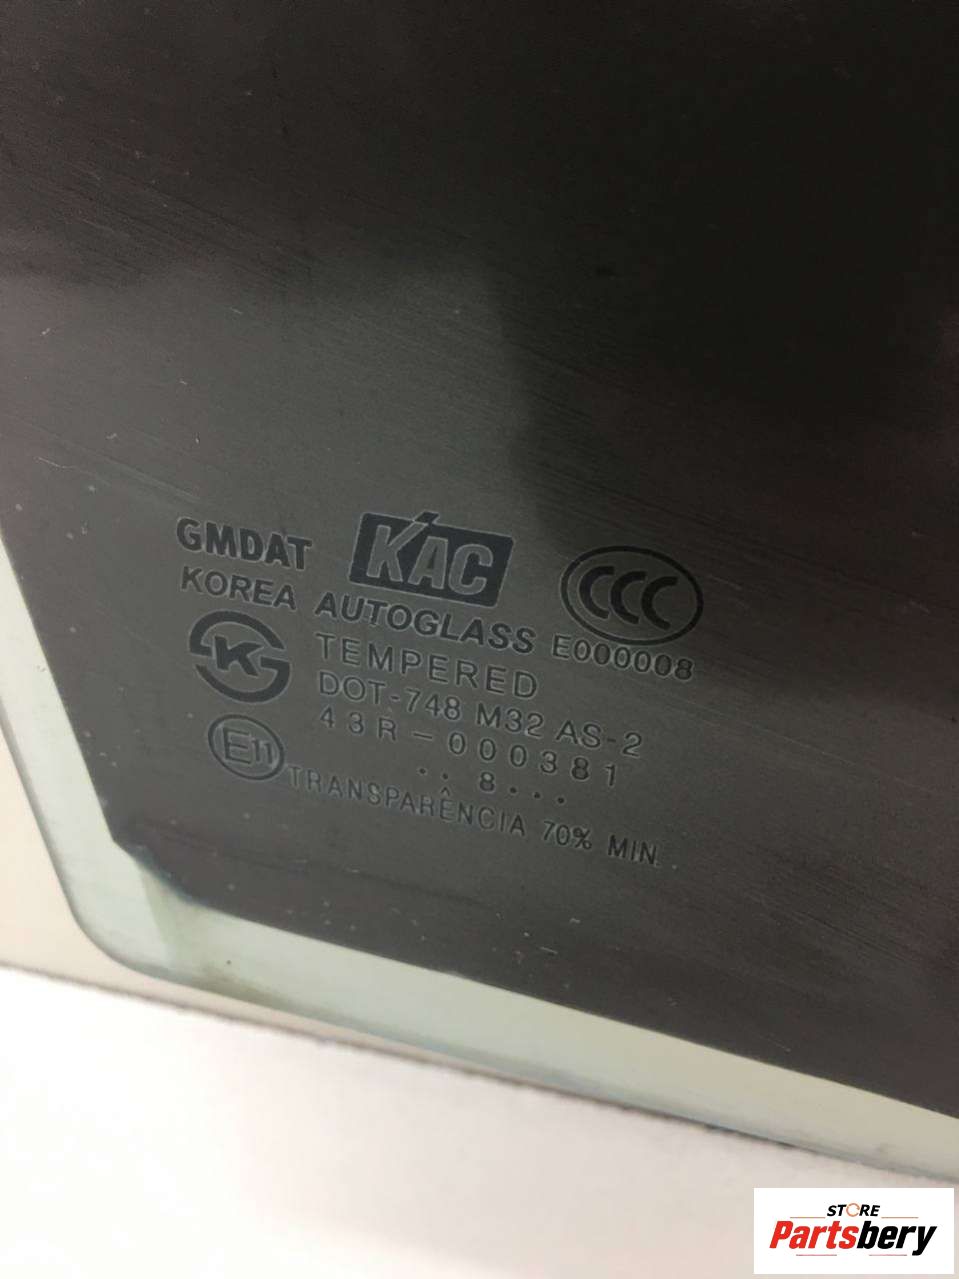 GMDAT KAC CCC
KOREA AUTOGLASS E000008
K TEMPERED
DOT-748 M32 AS-2
E11 43R-000381
.. 8...
TRANSPARÊNCIA 70% MIN.
STORE
Partsbery